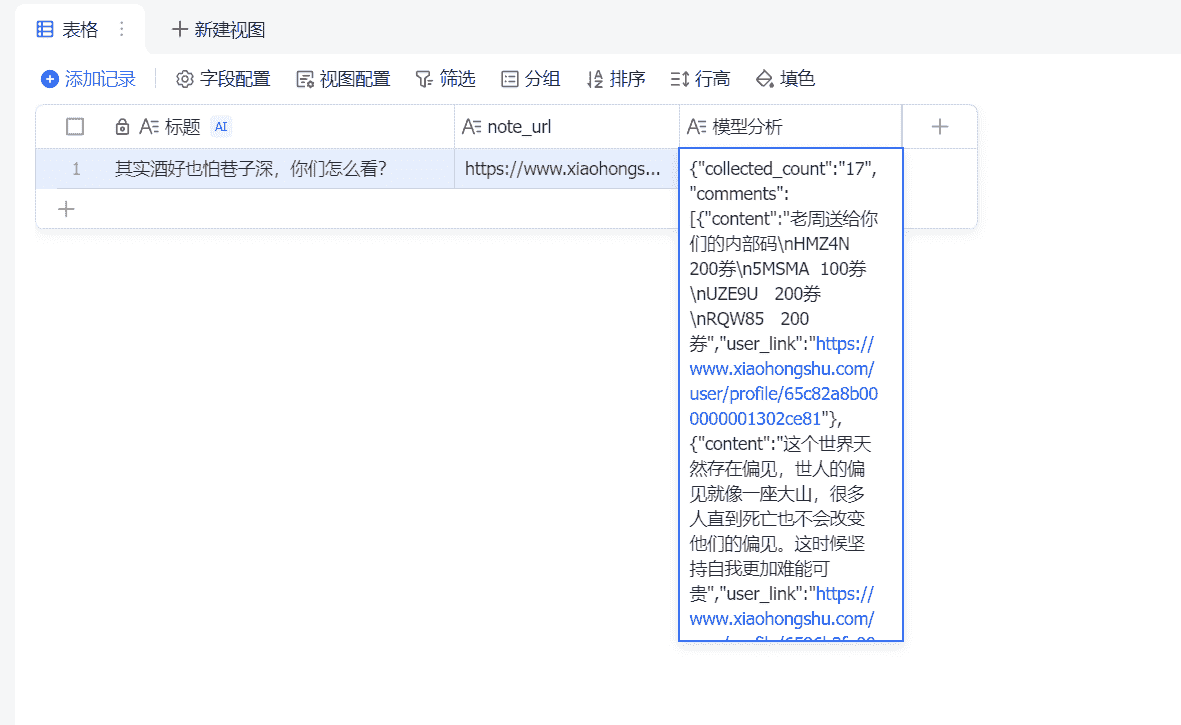 表格
新建视图
添加记录 字段配置 视图配置 筛选 分组 排序 行高 填色
标题 AI note_url 模型分析
1 其实酒好也怕巷子深，你们怎么看? https://www.xiaohongs...
{"collected_count":"17",
"comments":
[{"content":"老周送给你
们的内部码\nHMZ4N
200券\n5MSMA 100券
\nUZE9U 200券
\nRQW85 200
券","user_link":"https://
www.xiaohongshu.com/
user/profile/65c82a8b00
0000001302ce81"},
{"content":"这个世界天
然存在偏见，世人的偏
见就像一座大山，很多
人直到死亡也不会改变
他们的偏见。这时候坚
持自我更加难能可
贵","user_link":"https://
www.xiaohongshu.com/